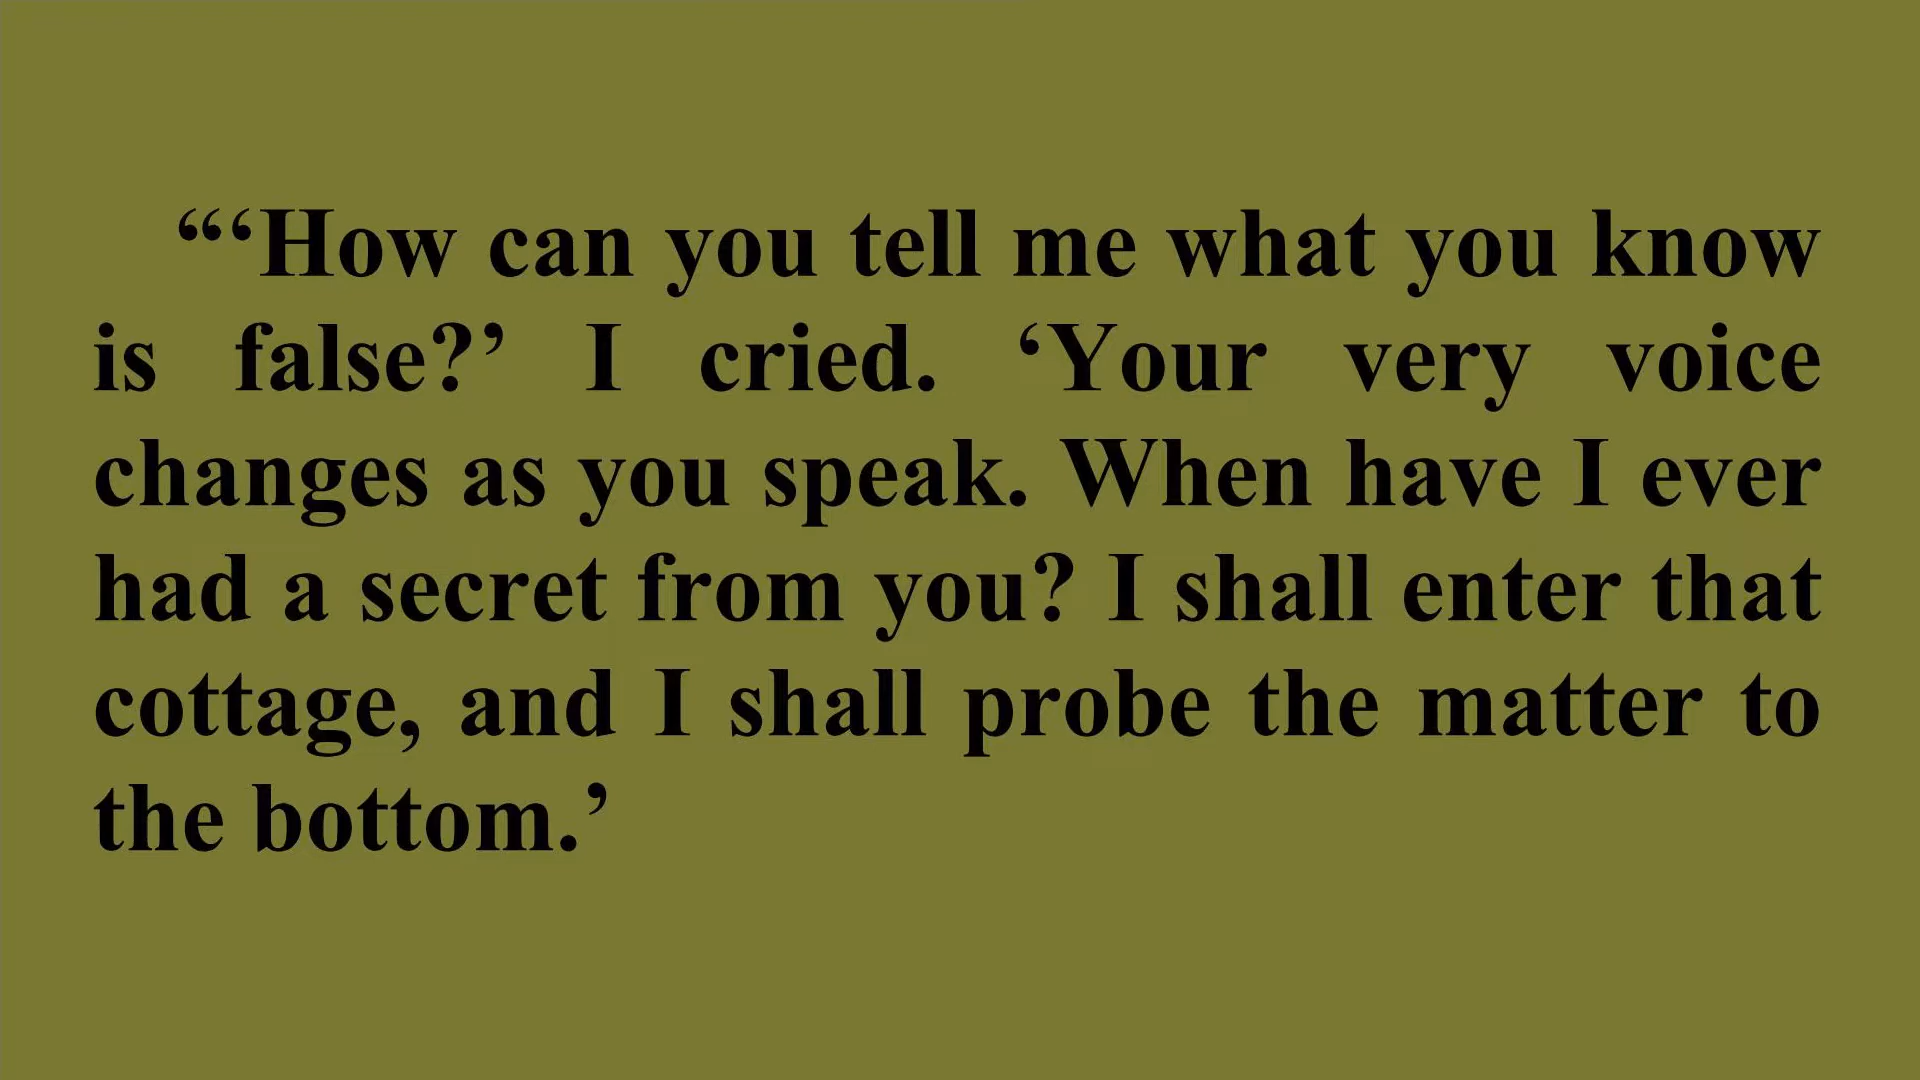 “‘How can you tell me what you know
is false?’ I cried. ‘Your very voice
changes as you speak. When have I ever
had a secret from you? I shall enter that
cottage, and I shall probe the matter to
the bottom.’